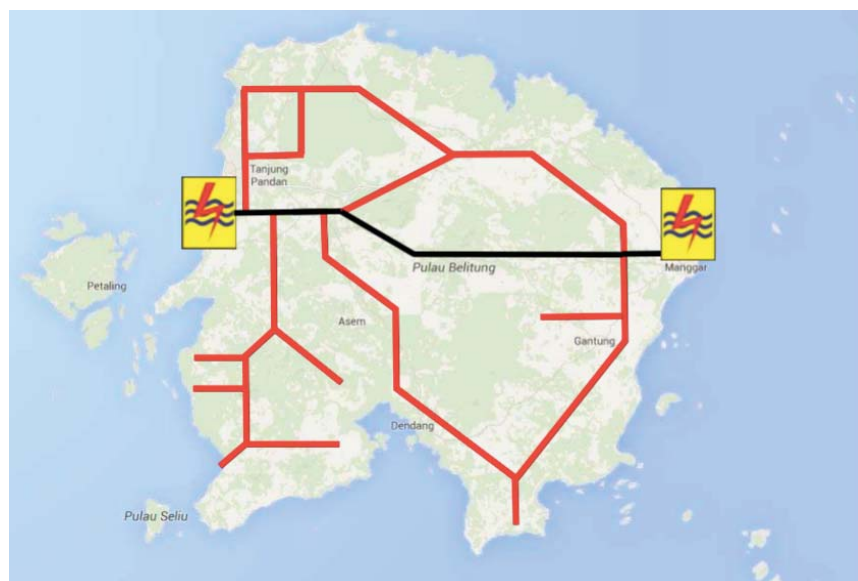 Tanjung
Pandan
Petaling
Pulau Belitung
Manggar
Asem
Gantung
Dendang
Pulau Seliu